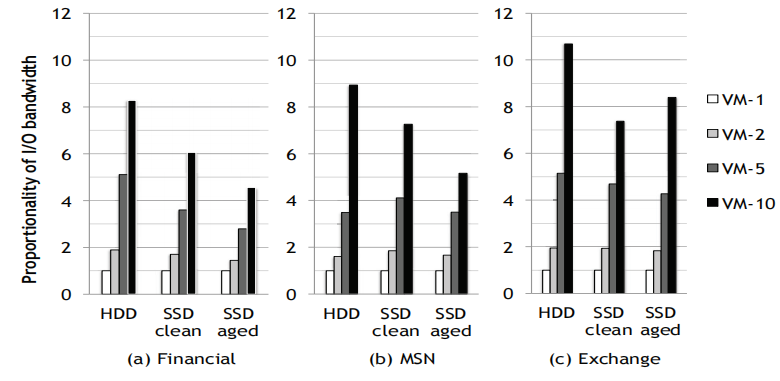 Proportionality of I/O bandwidth
12
10
8
6
4
2
0
HDD
SSD clean
SSD aged
(a) Financial
12
10
8
6
4
2
0
HDD
SSD clean
SSD aged
(b) MSN
12
10
8
6
4
2
0
HDD
SSD clean
SSD aged
(c) Exchange
VM-1
VM-2
VM-5
VM-10